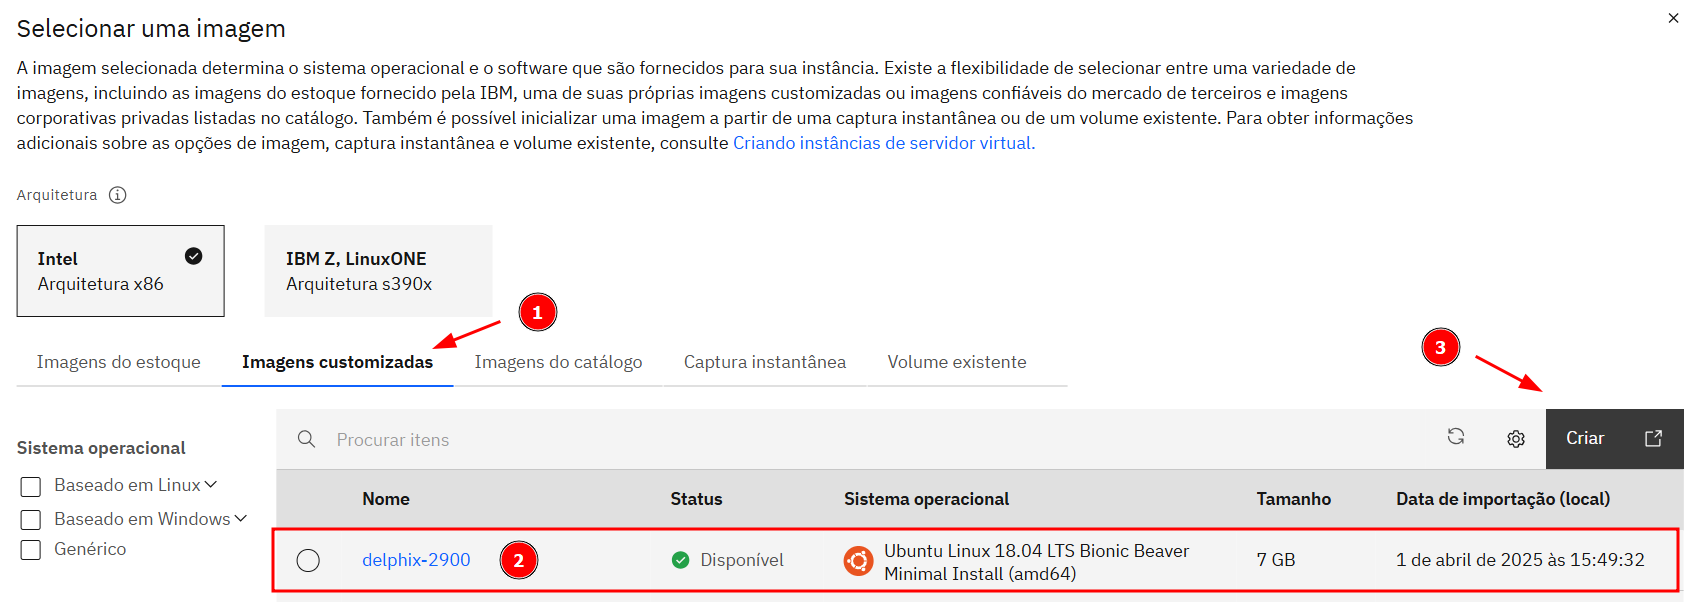 Selecionar uma imagem
A imagem selecionada determina o sistema operacional e o software que são fornecidos para sua instância. Existe a flexibilidade de selecionar entre uma variedade de
imagens, incluindo as imagens do estoque fornecido pela IBM, uma de suas próprias imagens customizadas ou imagens confiáveis do mercado de terceiros e imagens
corporativas privadas listadas no catálogo. Também é possível inicializar uma imagem a partir de uma captura instantânea ou de um volume existente. Para obter informações
adicionais sobre as opções de imagem, captura instantânea e volume existente, consulte Criando instâncias de servidor virtual.
Arquitetura
Intel
Arquitetura x86
IBM Z, LinuxONE
Arquitetura s390x
1
3
Imagens do estoque Imagens customizadas Imagens do catálogo Captura instantânea Volume existente
Sistema operacional
Baseado em Linux
Baseado em Windows
Genérico
Procurar itens
Criar
Nome Status Sistema operacional Tamanho Data de importação (local)
delphix-2900 2 Disponível Ubuntu Linux 18.04 LTS Bionic Beaver 7 GB 1 de abril de 2025 às 15:49:32
Minimal Install (amd64)